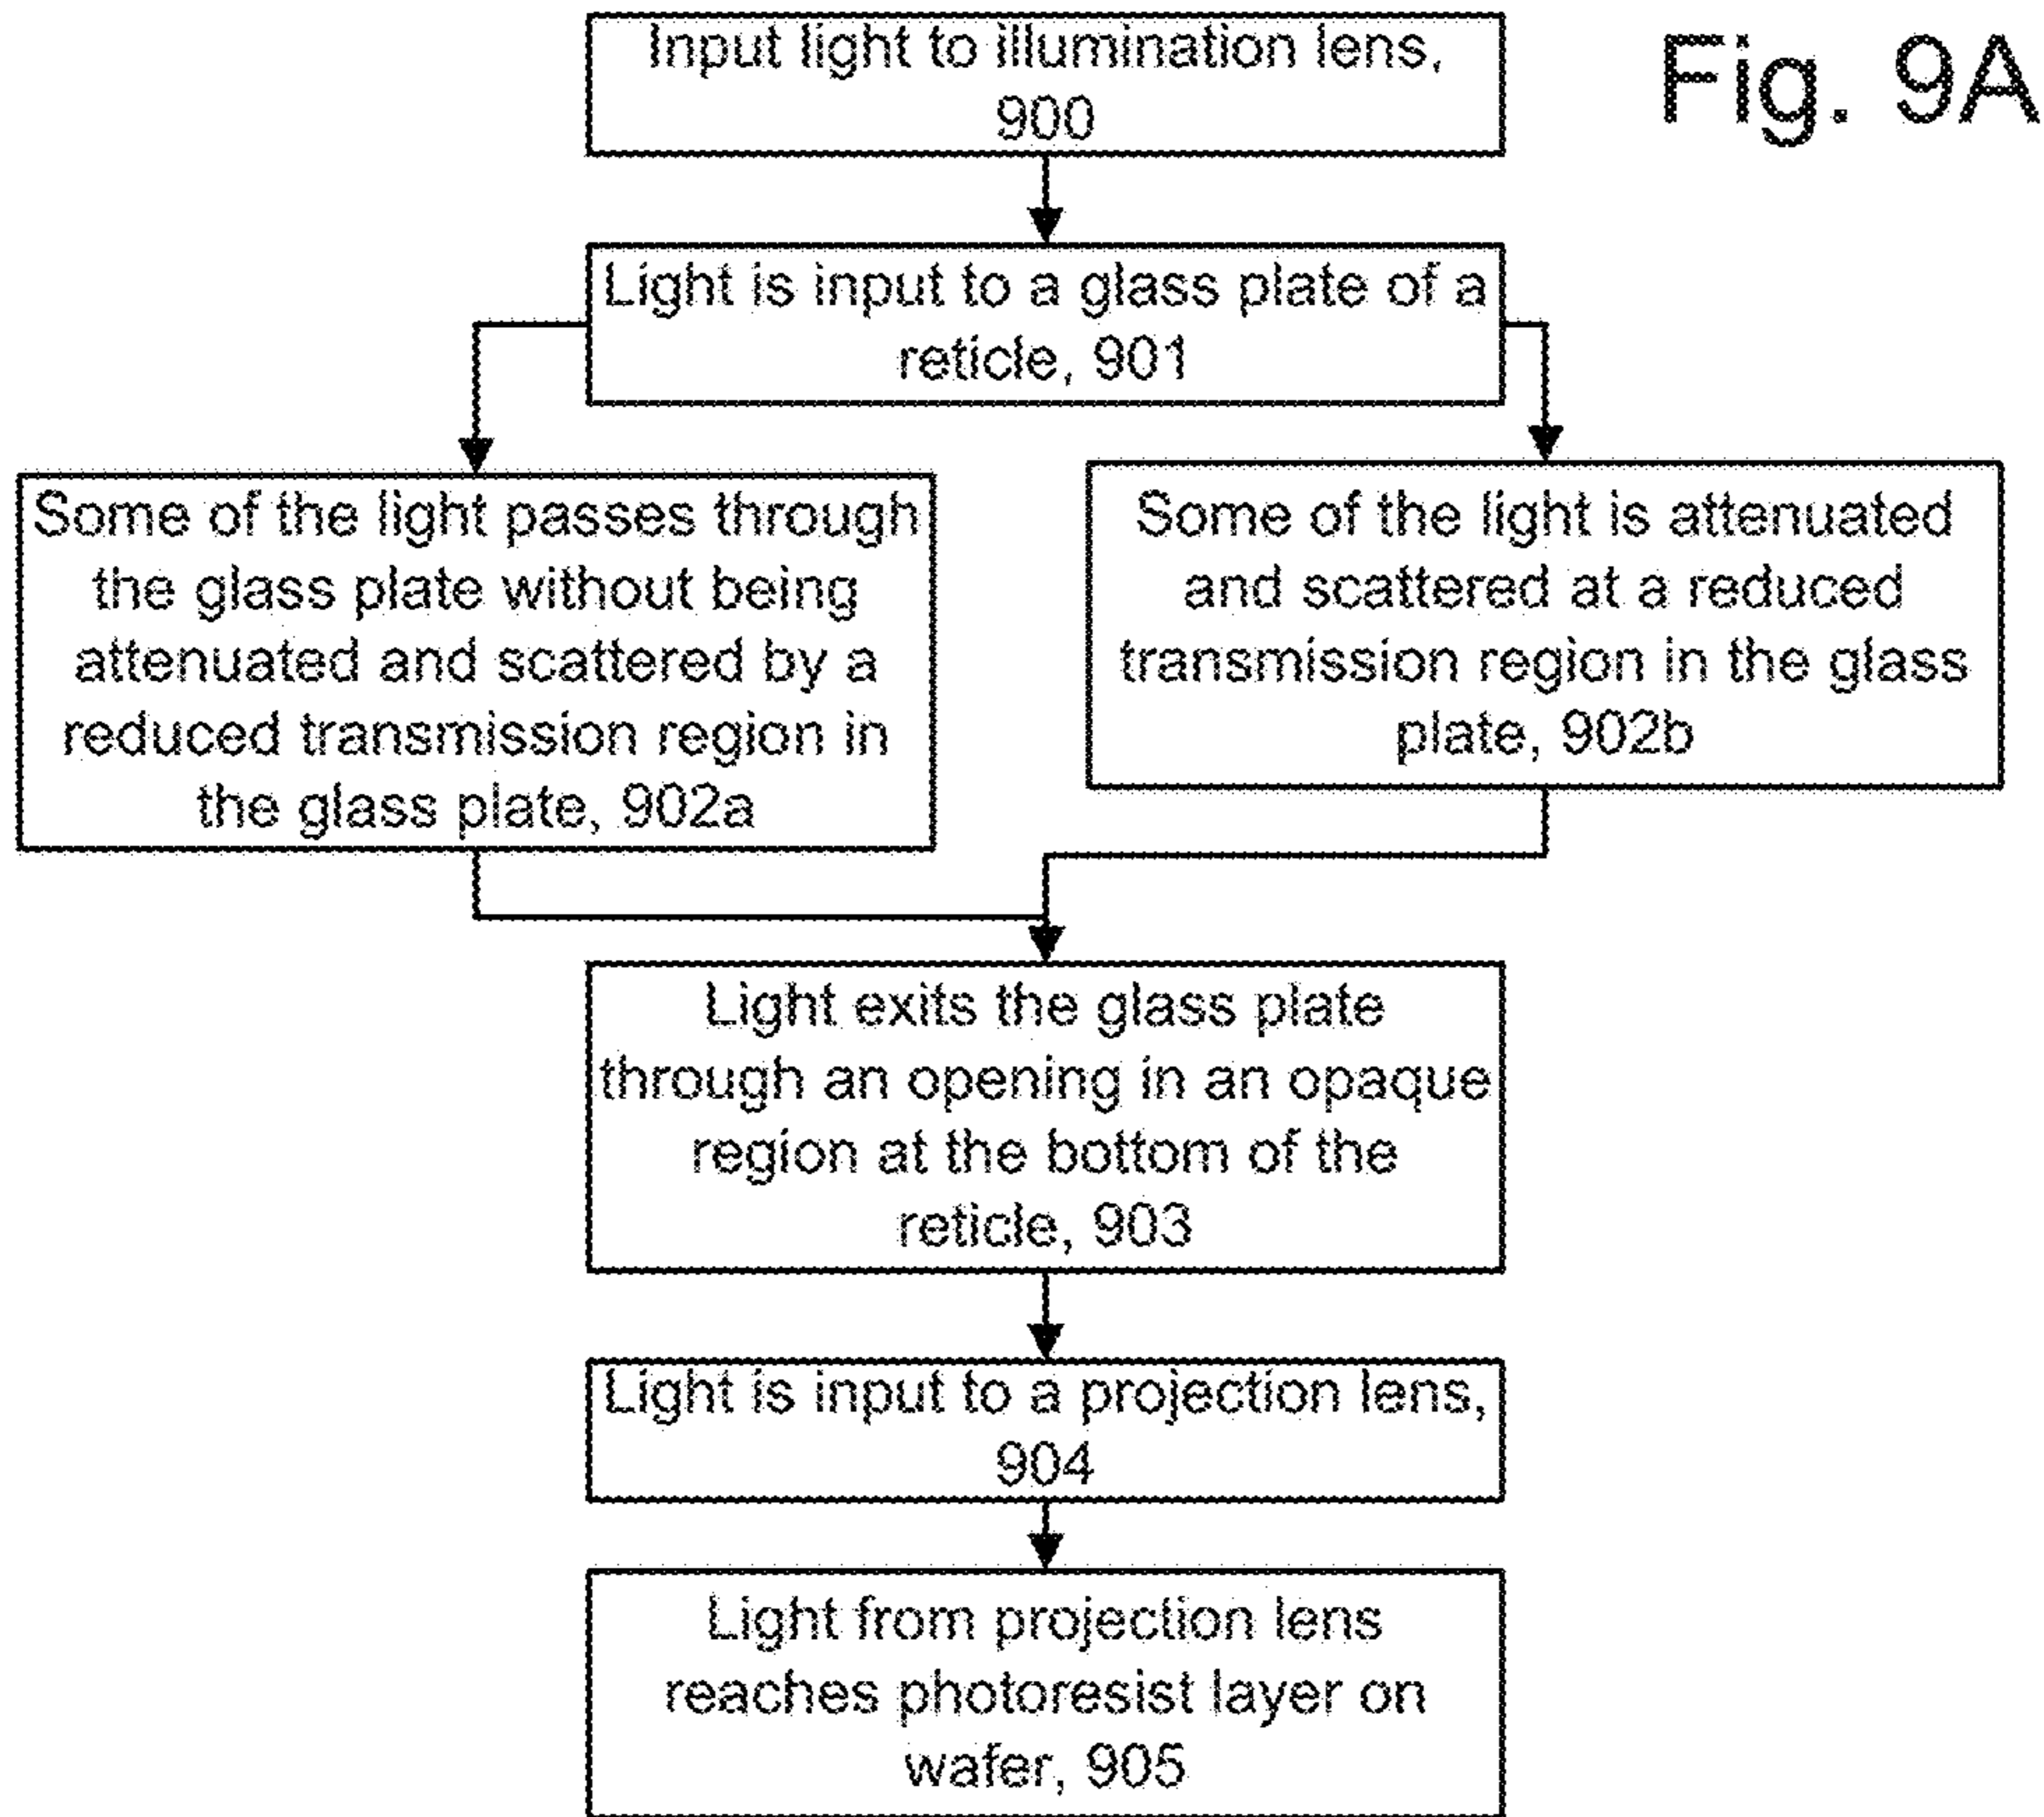 Fig. 9A
Input light to illumination lens,
900
Light is input to a glass plate of a
reticle, 901
Some of the light passes through
the glass plate without being
attenuated and scattered by a
reduced transmission region in
the glass plate, 902a
Some of the light is attenuated
and scattered at a reduced
transmission region in the glass
plate, 902b
Light exits the glass plate
through an opening in an opaque
region at the bottom of the
reticle, 903
Light is input to a projection lens,
904
Light from projection lens
reaches photoresist layer on
wafer, 905